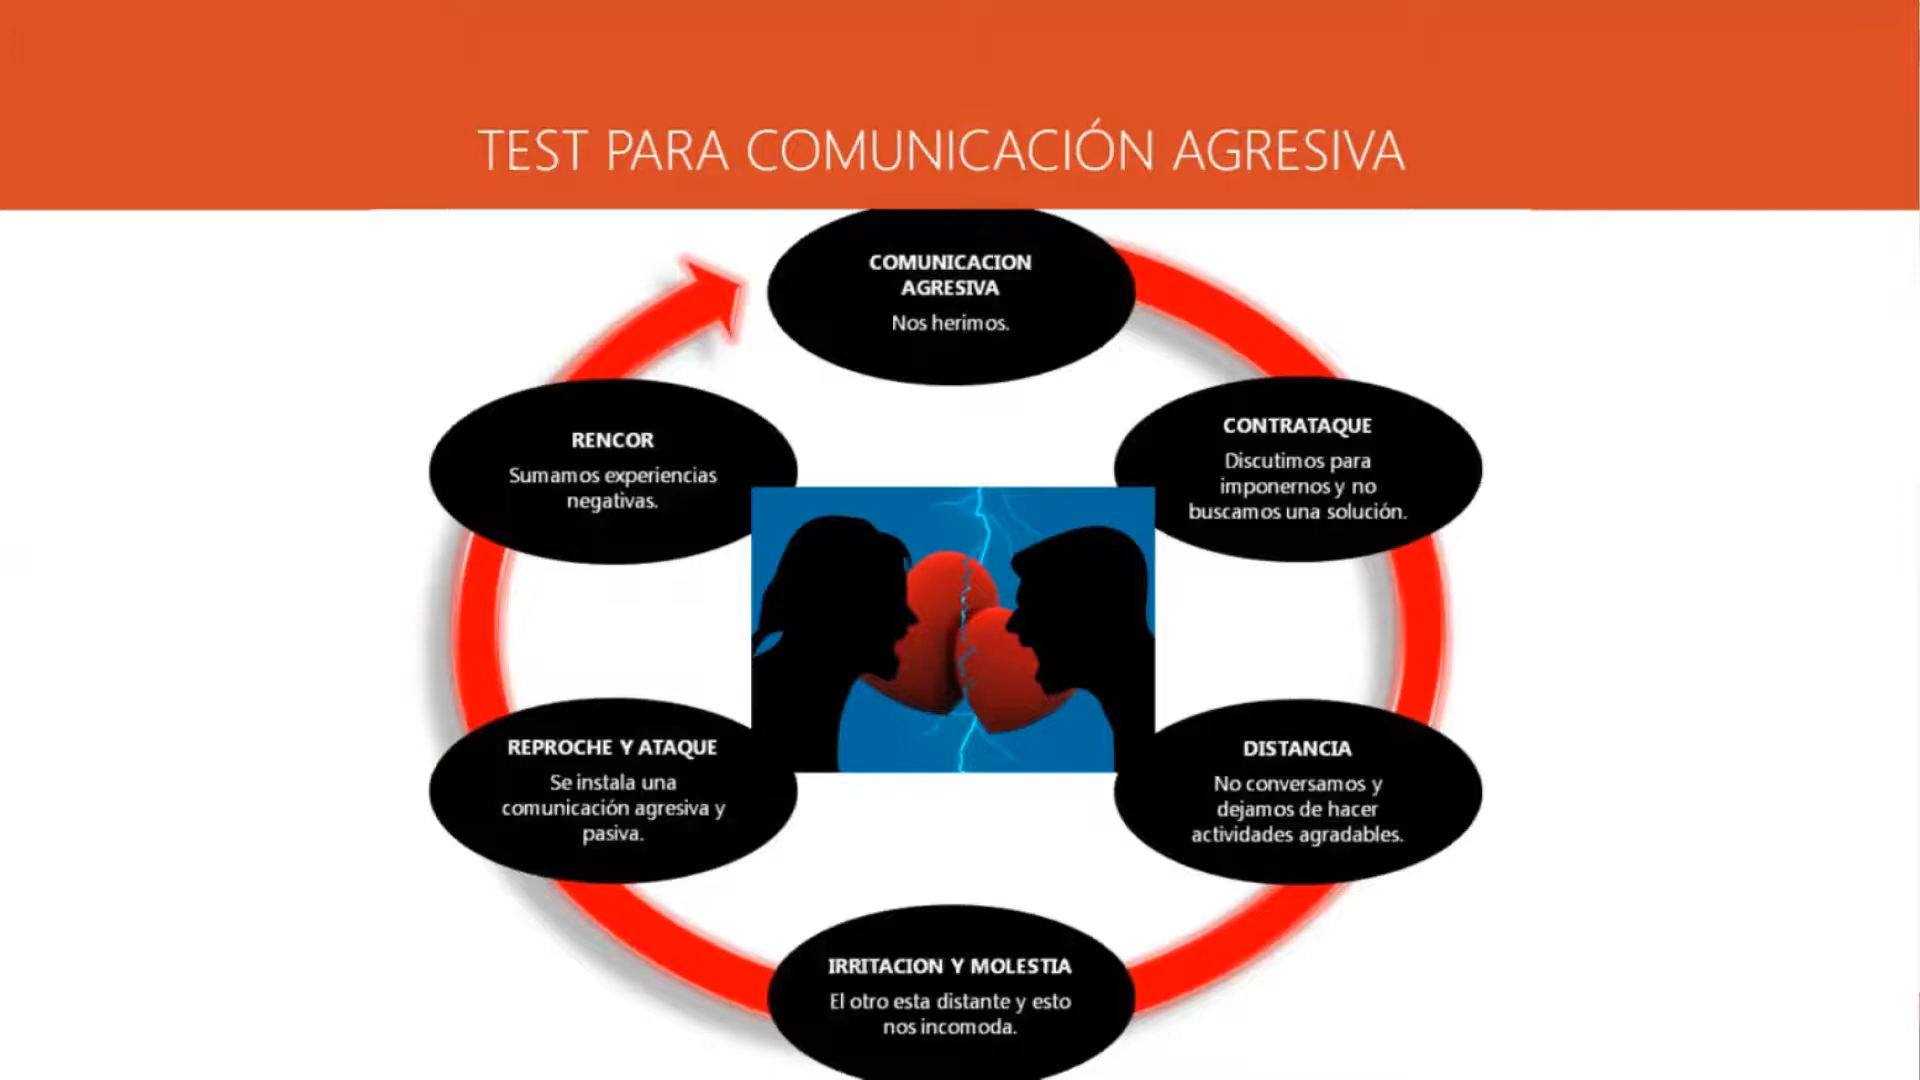 TEST PARA COMUNICACIÓN AGRESIVA
COMUNICACION
AGRESIVA
Nos herimos.
CONTRATAQUE
Discutimos para
imponernos y no
buscamos una solución.
DISTANCIA
No conversamos y
dejamos de hacer
actividades agradables.
IRRITACION Y MOLESTIA
El otro esta distante y esto
nos incomoda.
REPROCHE Y ATAQUE
Se instala una
comunicación agresiva y
pasiva.
RENCOR
Sumamos experiencias
negativas.